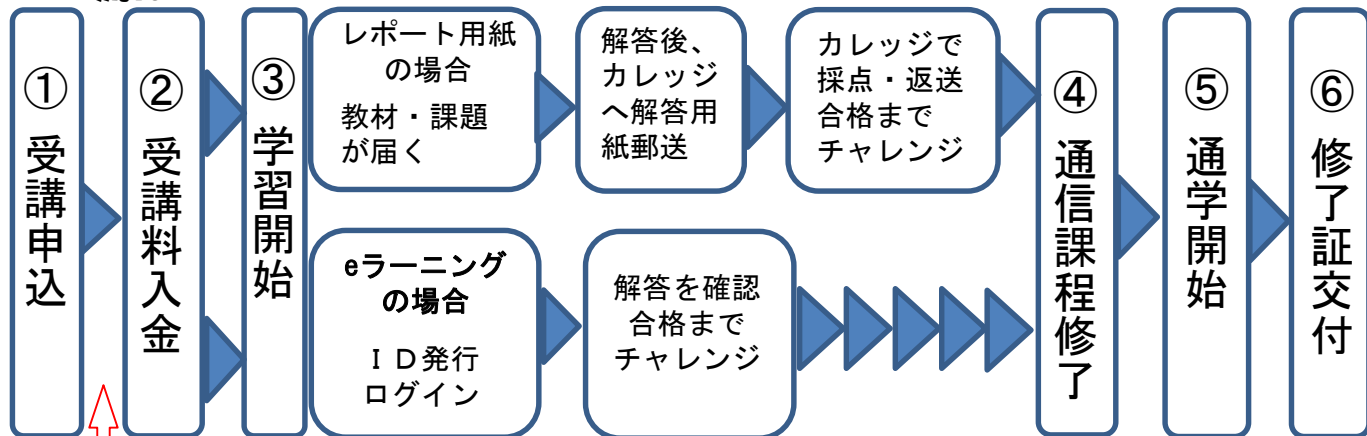 ① 受講申込
② 受講料入金
③ 学習開始
レポート用紙
の場合
教材・課題
が届く
解答後、
カレッジ
へ解答用
紙郵送
カレッジで
採点・返送
合格まで
チャレンジ
eラーニング
の場合
ＩＤ発行
ログイン
解答を確認
合格まで
チャレンジ
④ 通信課程修了
⑤ 通学開始
⑥ 修了証交付